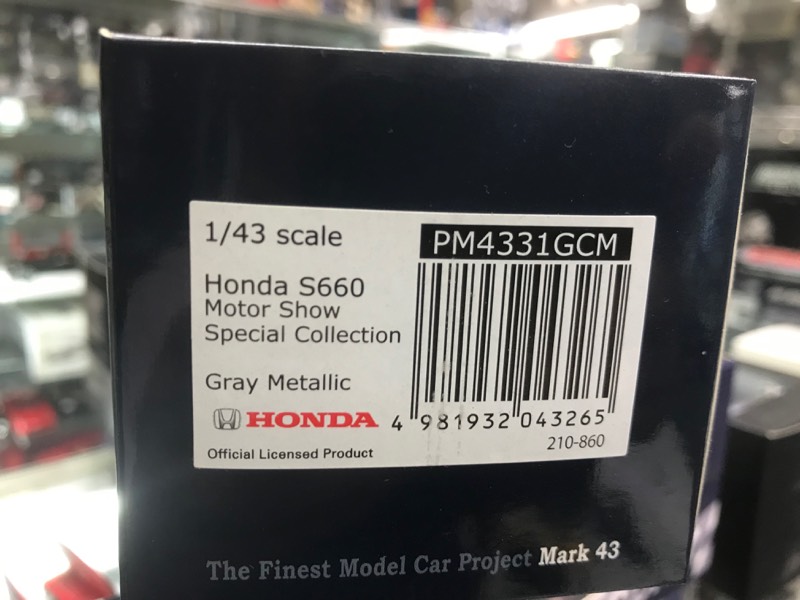 1/43 scale
PM4331GCM
Honda S660
Motor Show
Special Collection
Gray Metallic
HONDA
4 981932 043265
210-860
Official Licensed Product
The Finest Model Car Project Mark 43